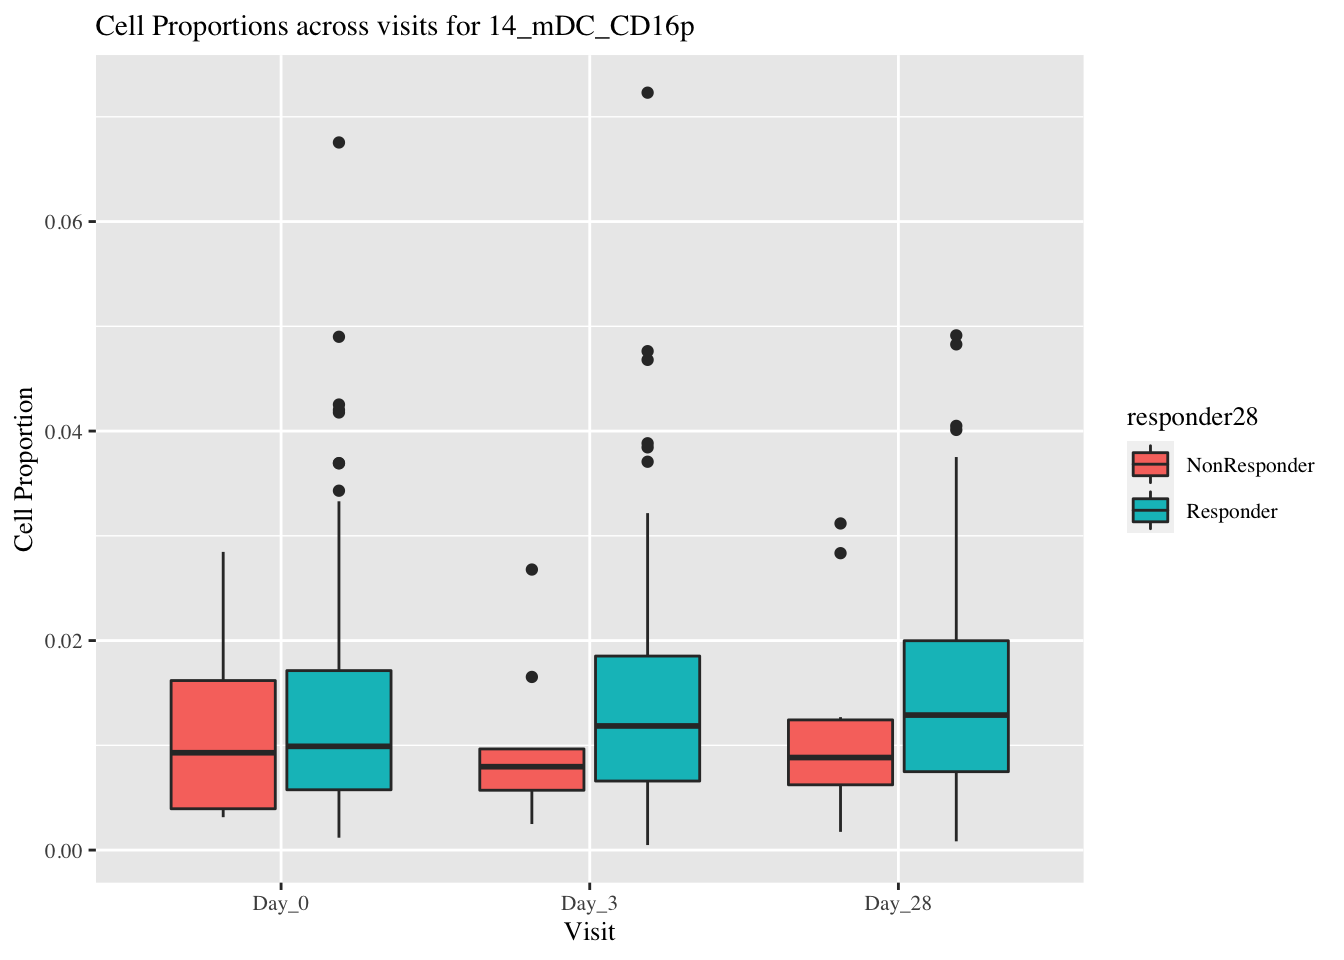 Cell Proportions across visits for 14_mDC_CD16p
Cell Proportion
0.06
0.04
0.02
0.00
Day_0
Day_3
Day_28
Visit
responder28
NonResponder
Responder